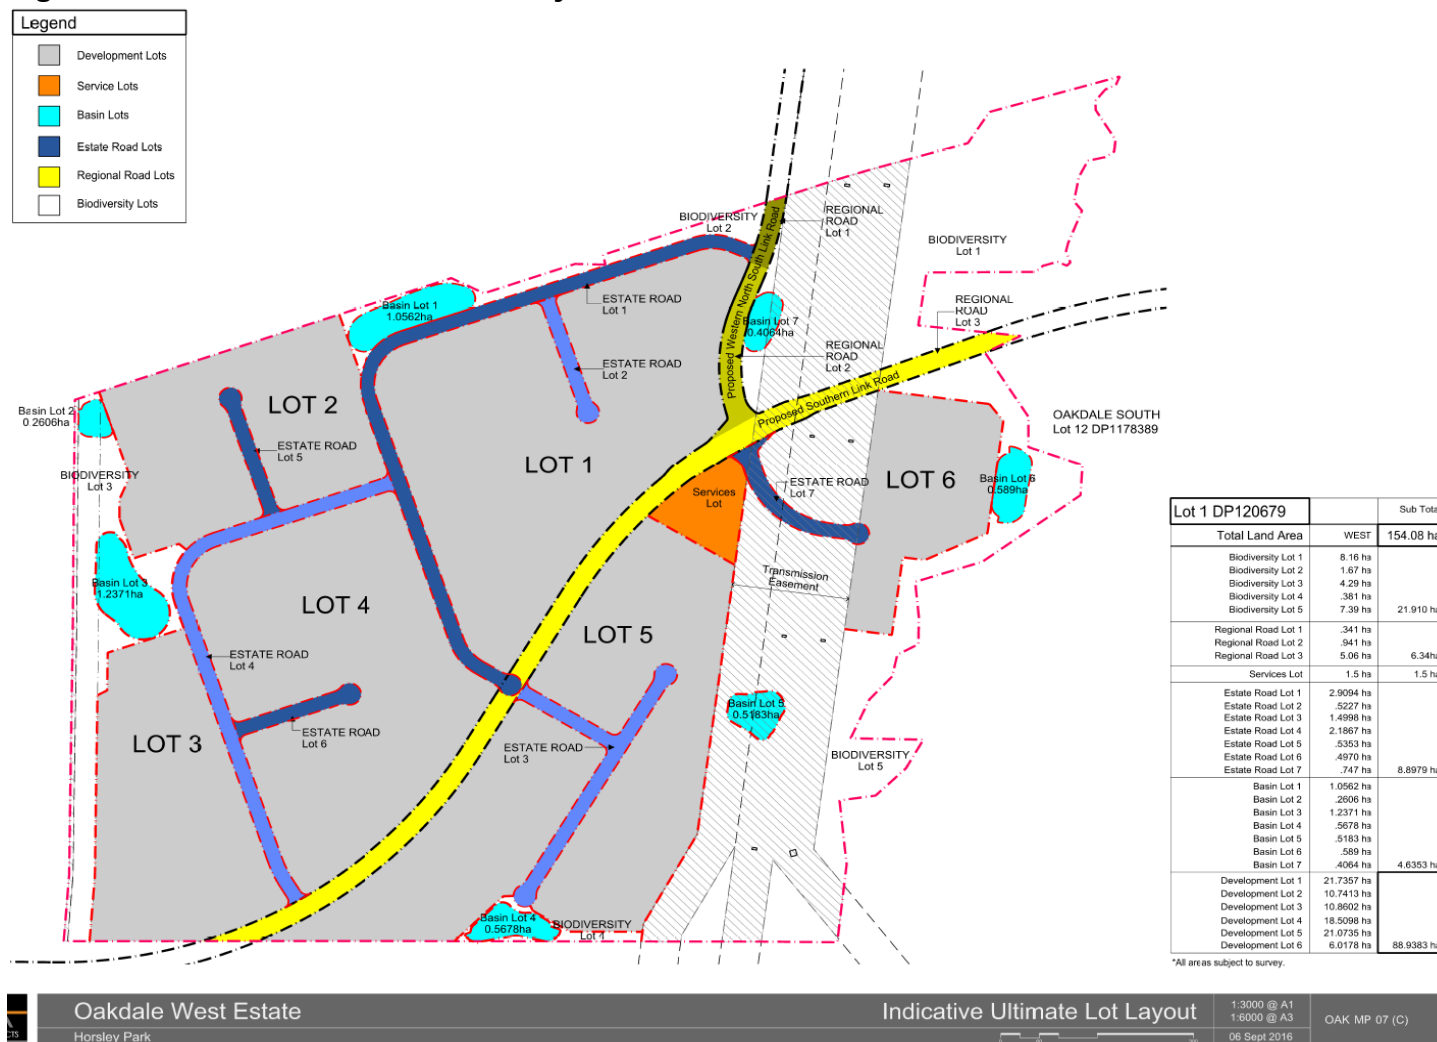 Legend
Development Lots
Service Lots
Basin Lots
Estate Road Lots
Regional Road Lots
Biodiversity Lots
BIODIVERSITY
Lot 2
REGIONAL
ROAD
Lot 1
BIODIVERSITY
Lot 1
Proposed Western North South Link Road
Basin Lot 1
1.0562ha
ESTATE ROAD
Lot 1
REGIONAL
ROAD
Lot 3
Basin Lot 7
0.4064ha
REGIONAL
ROAD
Lot 2
ESTATE ROAD
Lot 2
Proposed Southern Link Road
Basin Lot 2
0.2606ha
LOT 2
OAKDALE SOUTH
Lot 12 DP1178389
ESTATE ROAD
Lot 5
LOT 1
BIODIVERSITY
Lot 3
Services
Lot
ESTATE ROAD
Lot 7
LOT 6
Basin Lot 6
0.589ha
Basin Lot 3
1.2371ha
Transmission
Easement
LOT 4
LOT 5
ESTATE ROAD
Lot 4
Basin Lot 5
0.5183ha
ESTATE ROAD
Lot 6
LOT 3
ESTATE ROAD
Lot 3
BIODIVERSITY
Lot 5
Basin Lot 4
0.5678ha
BIODIVERSITY
Lot 1
Lot 1 DP120679 Sub Tota
Total Land Area WEST 154.08 ha
Biodiversity Lot 1 8.16 ha
Biodiversity Lot 2 1.67 ha
Biodiversity Lot 3 4.29 ha
Biodiversity Lot 4 .381 ha
Biodiversity Lot 5 7.39 ha 21.910 ha
Regional Road Lot 1 .341 ha
Regional Road Lot 2 .941 ha
Regional Road Lot 3 5.06 ha 6.34ha
Services Lot 1.5 ha 1.5 ha
Estate Road Lot 1 2.9094 ha
Estate Road Lot 2 .5227 ha
Estate Road Lot 3 1.4998 ha
Estate Road Lot 4 2.1867 ha
Estate Road Lot 5 .5353 ha
Estate Road Lot 6 .4970 ha
Estate Road Lot 7 .747 ha 8.8979 ha
Basin Lot 1 1.0562 ha
Basin Lot 2 .2606 ha
Basin Lot 3 1.2371 ha
Basin Lot 4 .5678 ha
Basin Lot 5 .5183 ha
Basin Lot 6 .589 ha
Basin Lot 7 .4064 ha 4.6353 ha
Development Lot 1 21.7357 ha
Development Lot 2 10.7413 ha
Development Lot 3 10.8602 ha
Development Lot 4 18.5098 ha
Development Lot 5 21.0735 ha
Development Lot 6 6.0178 ha 88.9383 ha
*All areas subject to survey.
Oakdale West Estate
Horsley Park
Indicative Ultimate Lot Layout
1:3000 @ A1
1:6000 @ A3
06 Sept 2016
OAK MP 07 (C)